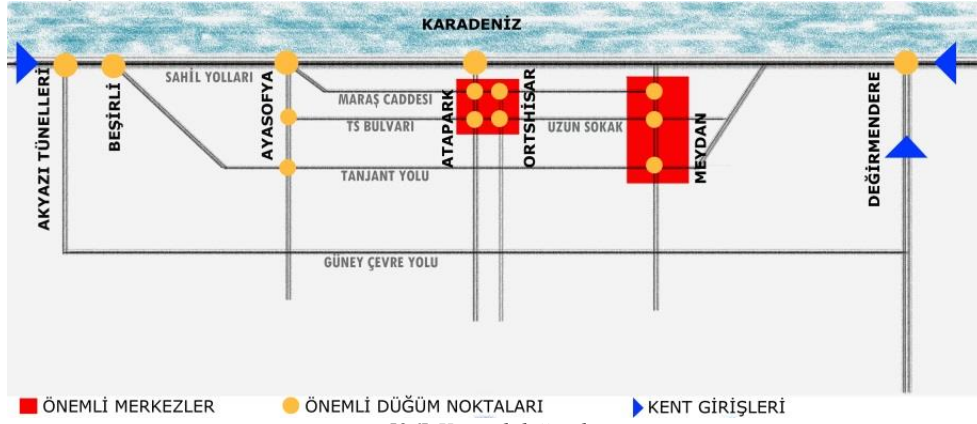 KARADENİZ
SAHİL YOLLARI
AKYAZI TÜNELLERİ
BEŞİRLİ
AYASOFYA
MARAŞ CADDESİ
TS BULVARI
ATAPARK
ORTSHİSAR
UZUN SOKAK
MEYDAN
DEĞİRMENDERE
TANJANT YOLU
GÜNEY ÇEVRE YOLU
ÖNEMLİ MERKEZLER
ÖNEMLİ DÜĞÜM NOKTALARI
KENT GİRİŞLERİ